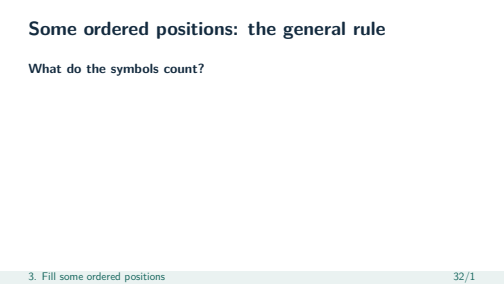 Some ordered positions: the general rule
What do the symbols count?
3. Fill some ordered positions
32/1